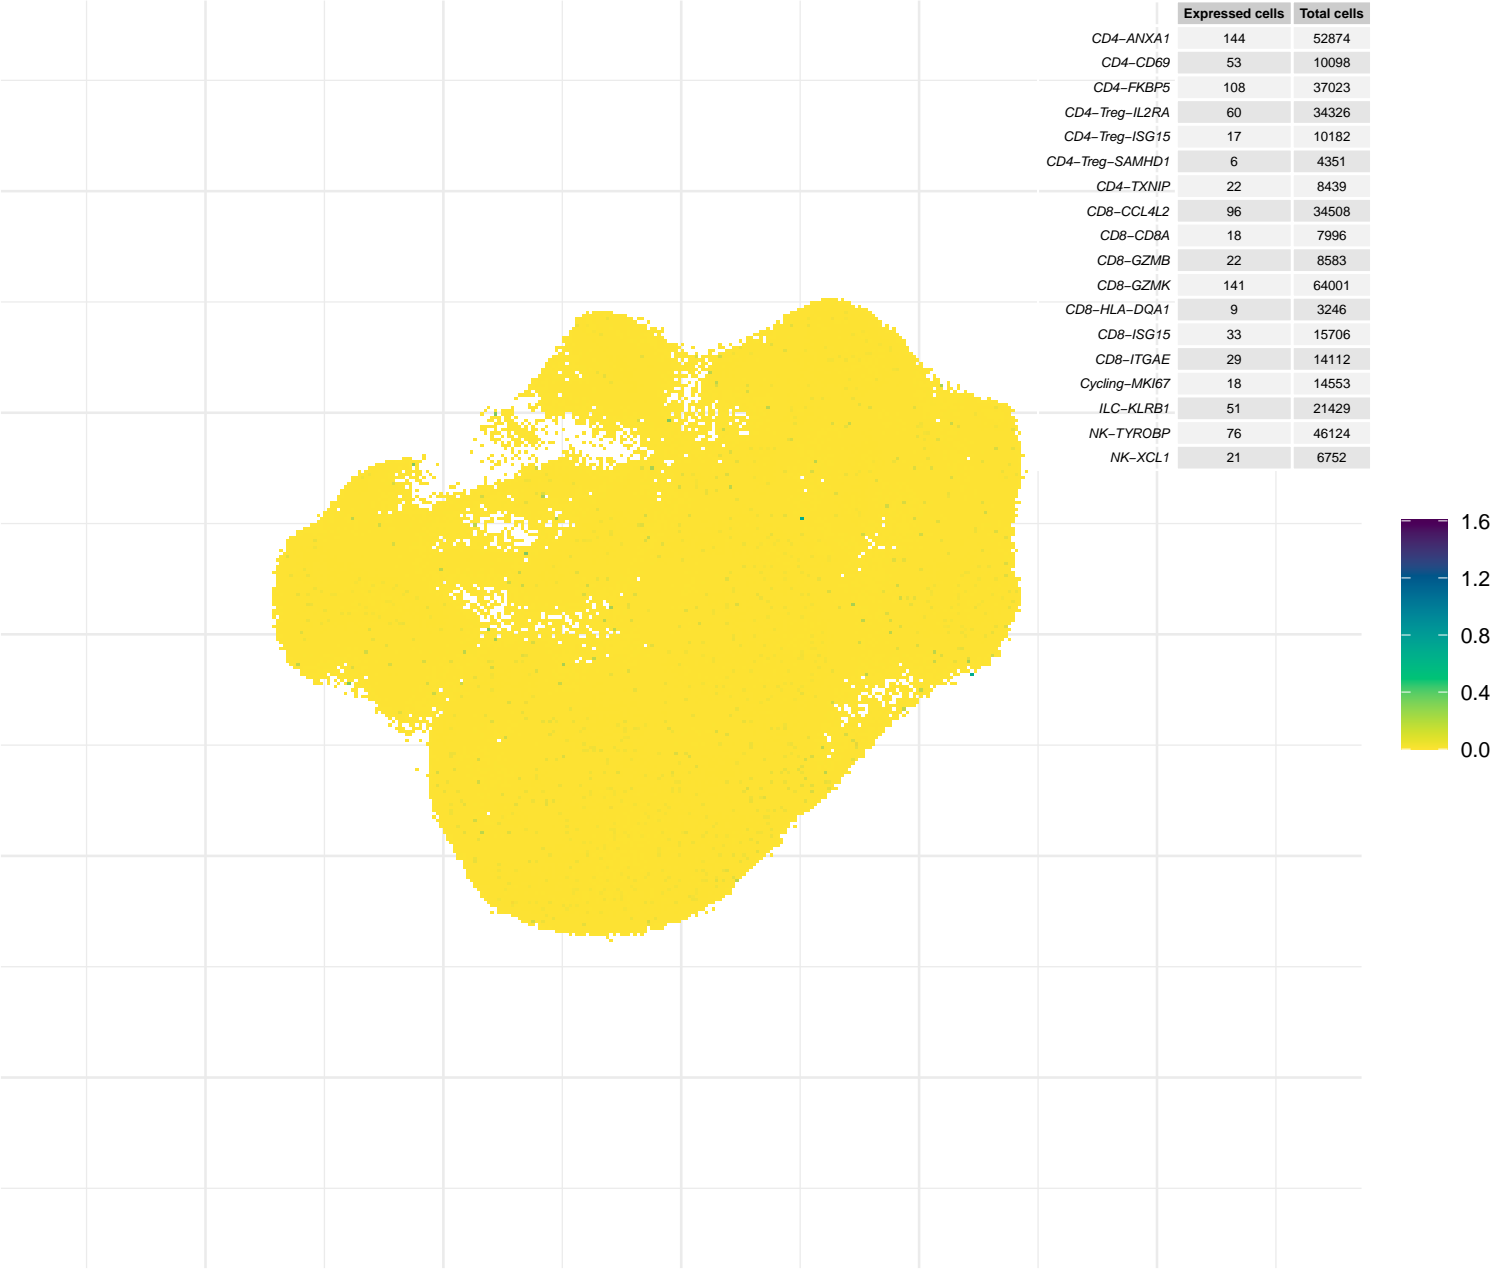 Expressed cells Total cells
CD4−ANXA1 144 52874
CD4−CD69 53 10098
CD4−FKBP5 108 37023
CD4−Treg−IL2RA 60 34326
CD4−Treg−ISG15 17 10182
CD4−Treg−SAMHD1 6 4351
CD4−TXNIP 22 8439
CD8−CCL4L2 96 34508
CD8−CD8A 18 7996
CD8−GZMB 22 8583
CD8−GZMK 141 64001
CD8−HLA−DQA1 9 3246
CD8−ISG15 33 15706
CD8−ITGAE 29 14112
Cycling−MKI67 18 14553
ILC−KLRB1 51 21429
NK−TYROBP 76 46124
NK−XCL1 21 6752
1.6
1.2
0.8
0.4
0.0